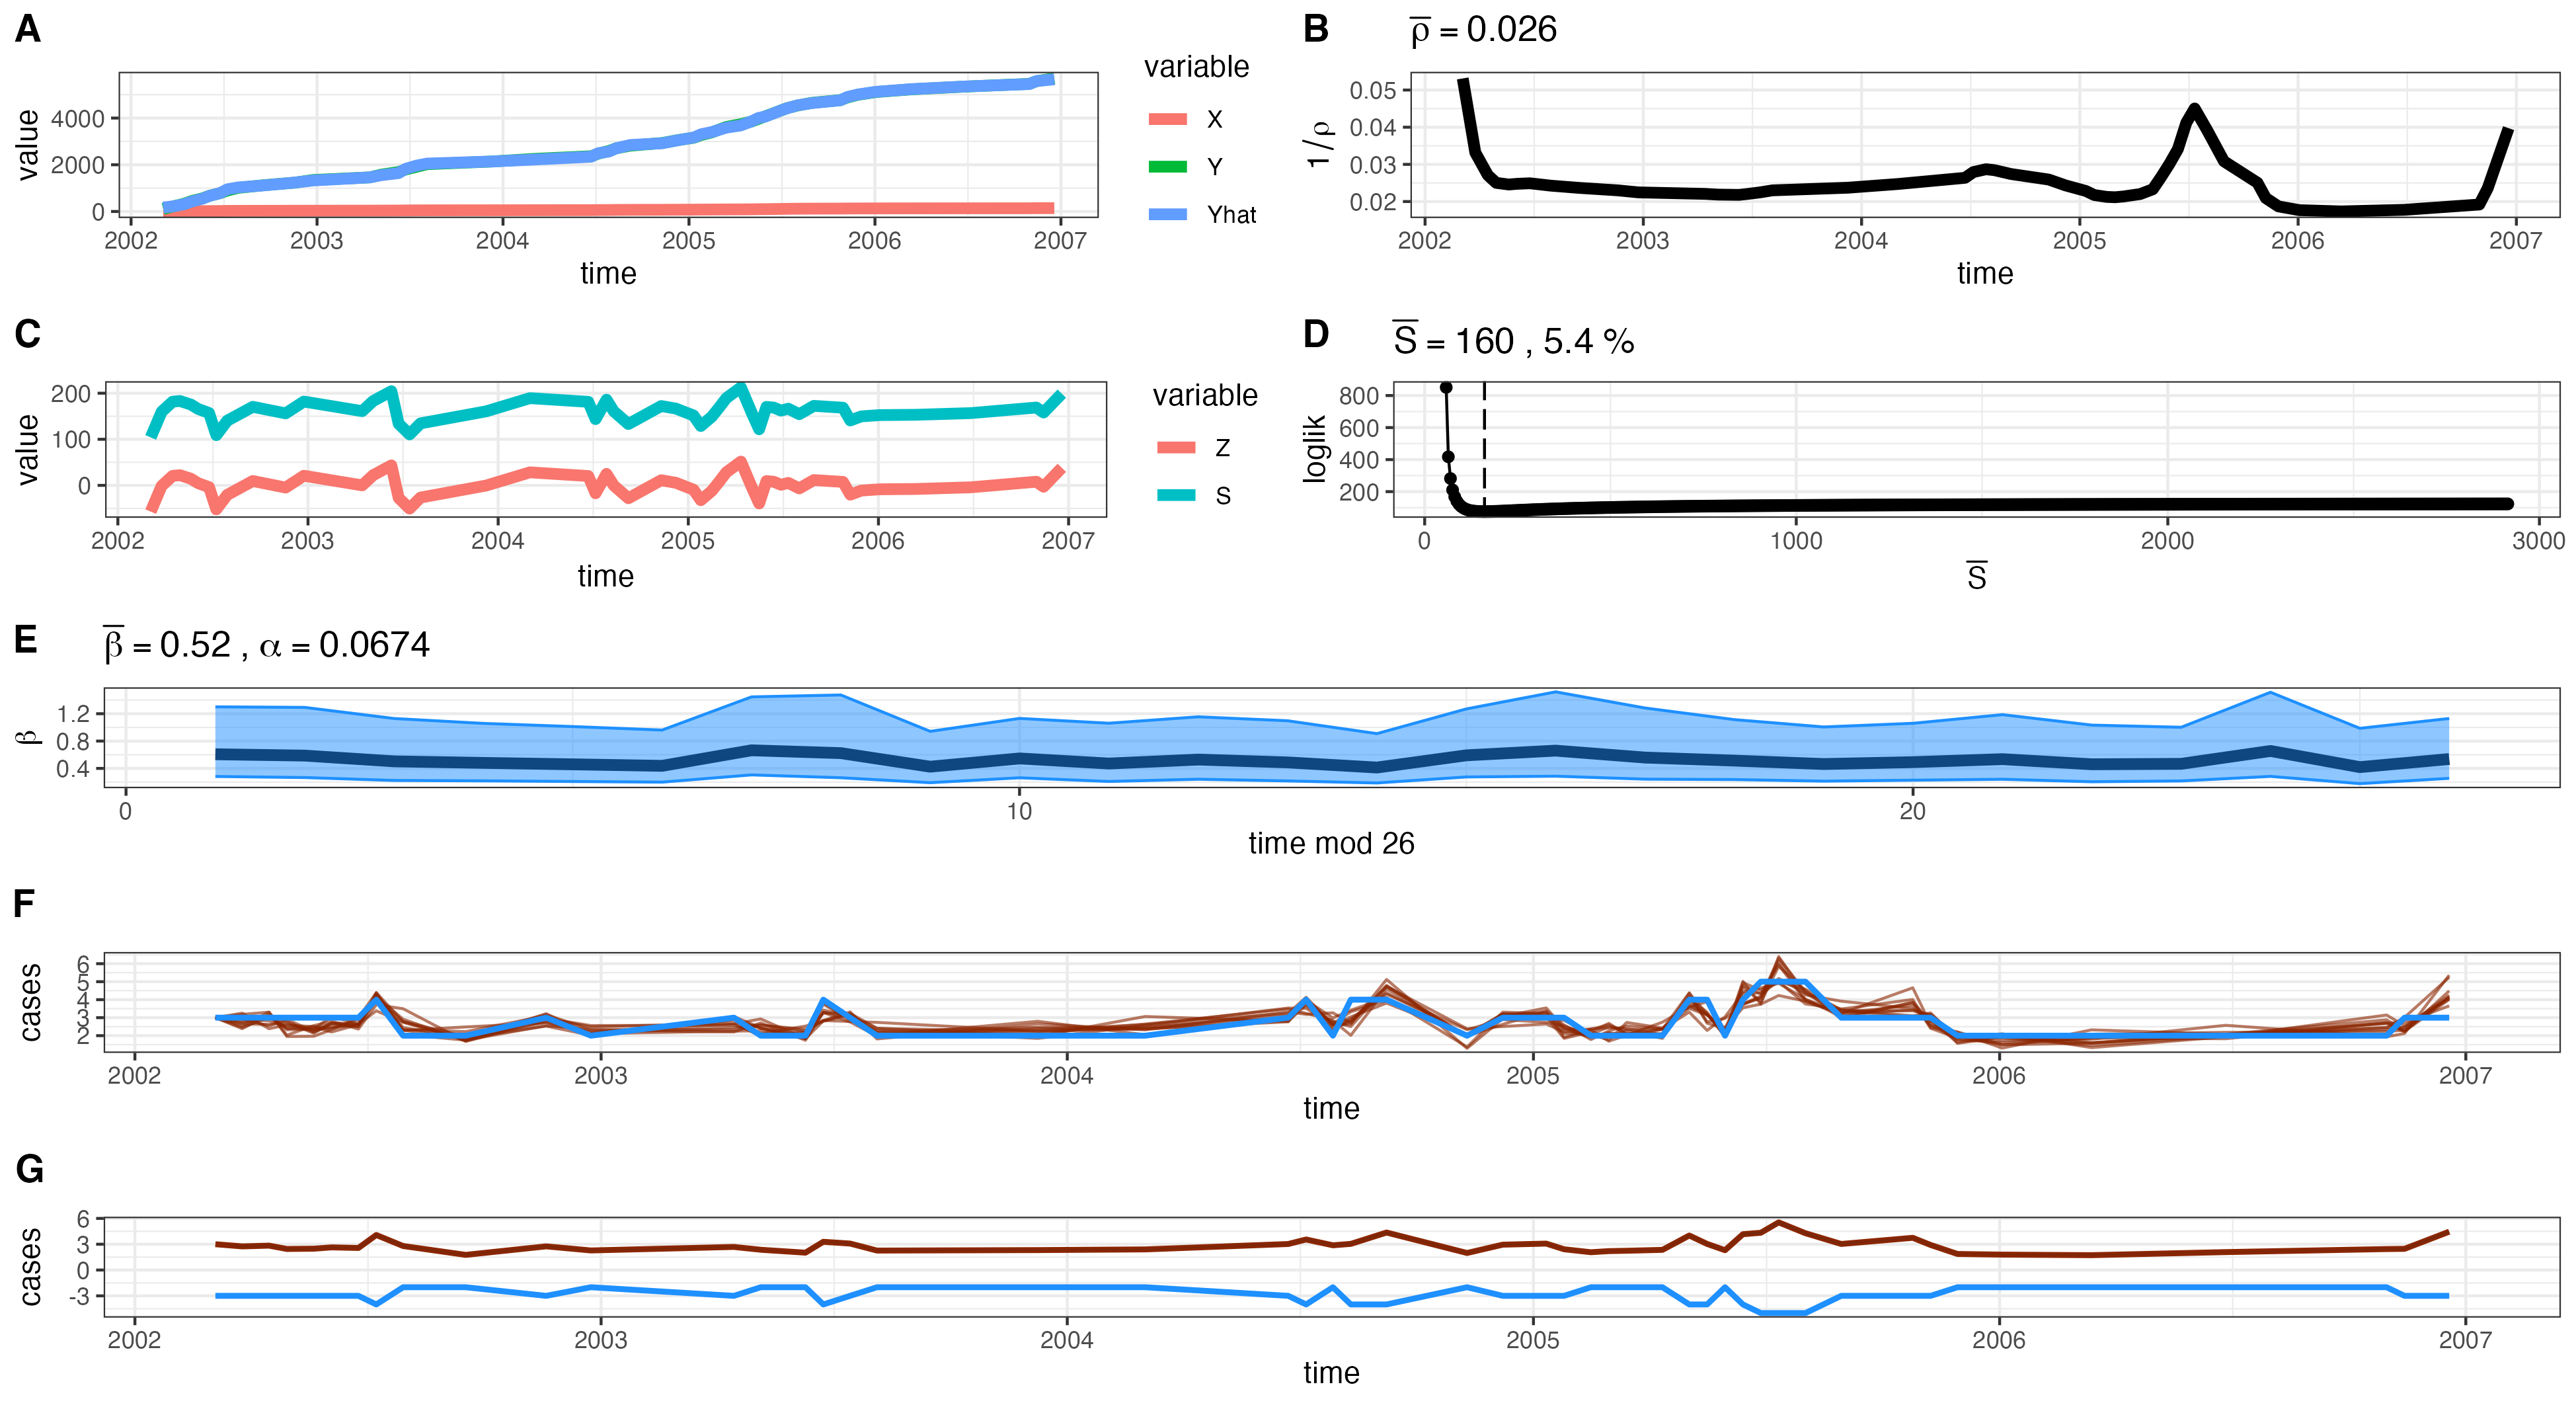 A
variable
X
Y
Yhat
value
4000
2000
0
2002 2003 2004 2005 2006 2007
time
B
ρ̅ = 0.026
1/ρ
0.05
0.04
0.03
0.02
2002 2003 2004 2005 2006 2007
time
C
variable
Z
S
value
200
100
0
2002 2003 2004 2005 2006 2007
time
D
S̅ = 160 , 5.4 %
loglik
800
600
400
200
0 1000 2000 3000
S̅
E
β̅ = 0.52 , α = 0.0674
β
1.2
0.8
0.4
0 10 20
time mod 26
F
cases
6
5
4
3
2
2002 2003 2004 2005 2006 2007
time
G
cases
6
3
0
-3
2002 2003 2004 2005 2006 2007
time